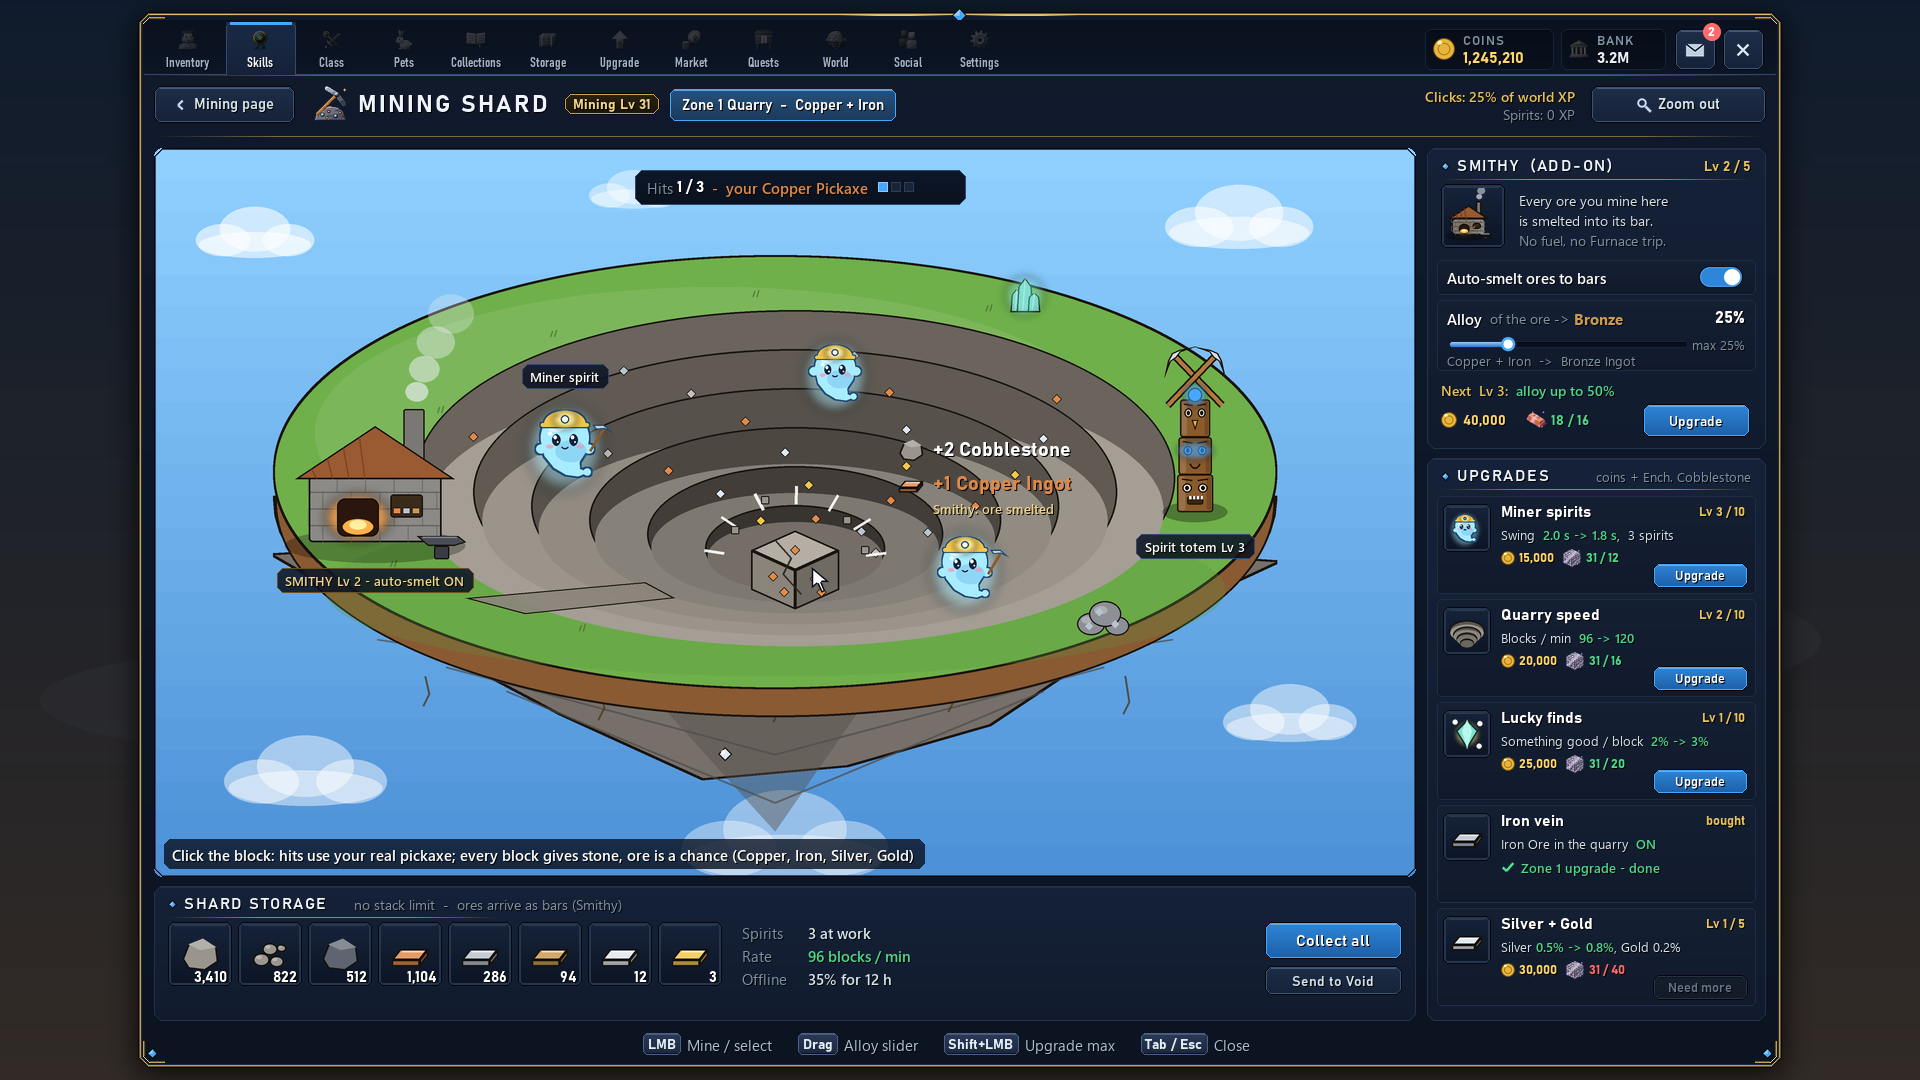 Inventory
Skills
Class
Pets
Collections
Storage
Upgrade
Market
Quests
World
Social
Settings
COINS
1,245,210
BANK
3.2M
2
Mining page
MINING SHARD
Mining Lv 31
Zone 1 Quarry - Copper + Iron
Clicks: 25% of world XP
Spirits: 0 XP
Zoom out
Hits 1 / 3 - your Copper Pickaxe
Miner spirit
+2 Cobblestone
+1 Copper Ingot
Smithy: ore smelted
Spirit totem Lv 3
SMITHY Lv 2 - auto-smelt ON
Click the block: hits use your real pickaxe; every block gives stone, ore is a chance (Copper, Iron, Silver, Gold)
SMITHY (ADD-ON)
Lv 2 / 5
Every ore you mine here
is smelted into its bar.
No fuel, no Furnace trip.
Auto-smelt ores to bars
Alloy of the ore -> Bronze 25%
max 25%
Copper + Iron -> Bronze Ingot
Next Lv 3: alloy up to 50%
40,000
18 / 16
Upgrade
UPGRADES
coins + Ench. Cobblestone
Miner spirits
Lv 3 / 10
Swing 2.0 s -> 1.8 s, 3 spirits
15,000
31 / 12
Upgrade
Quarry speed
Lv 2 / 10
Blocks / min 96 -> 120
20,000
31 / 16
Upgrade
Lucky finds
Lv 1 / 10
Something good / block 2% -> 3%
25,000
31 / 20
Upgrade
Iron vein
bought
Iron Ore in the quarry ON
Zone 1 upgrade - done
Silver + Gold
Lv 1 / 5
Silver 0.5% -> 0.8%, Gold 0.2%
30,000
31 / 40
Need more
SHARD STORAGE
no stack limit - ores arrive as bars (Smithy)
3,410
822
512
1,104
286
94
12
3
Spirits 3 at work
Rate 96 blocks / min
Offline 35% for 12 h
Collect all
Send to Void
LMB Mine / select
Drag Alloy slider
Shift+LMB Upgrade max
Tab / Esc Close